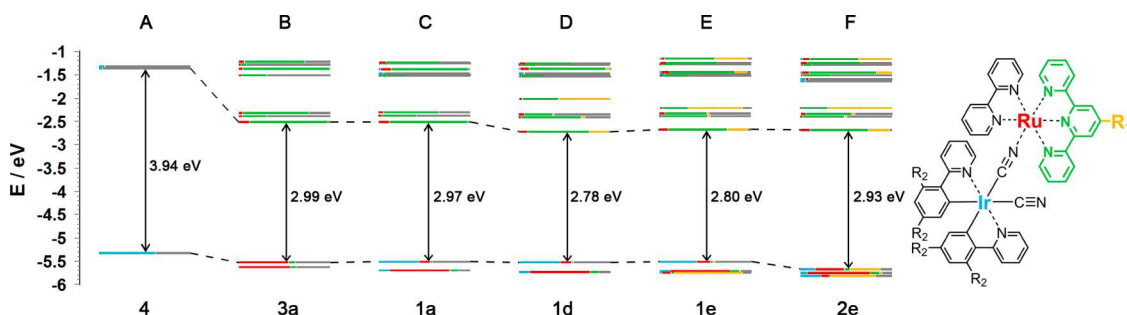 A B C D E F
E / eV
-1
-1.5
-2
-2.5
-3
-3.5
-4
-4.5
-5
-5.5
-6
3.94 eV 2.99 eV 2.97 eV 2.78 eV 2.80 eV 2.93 eV
4 3a 1a 1d 1e 2e
N N
N Ru N R
N N
N
C
R2 N
Ir C≡N
R2
R2 N
R2